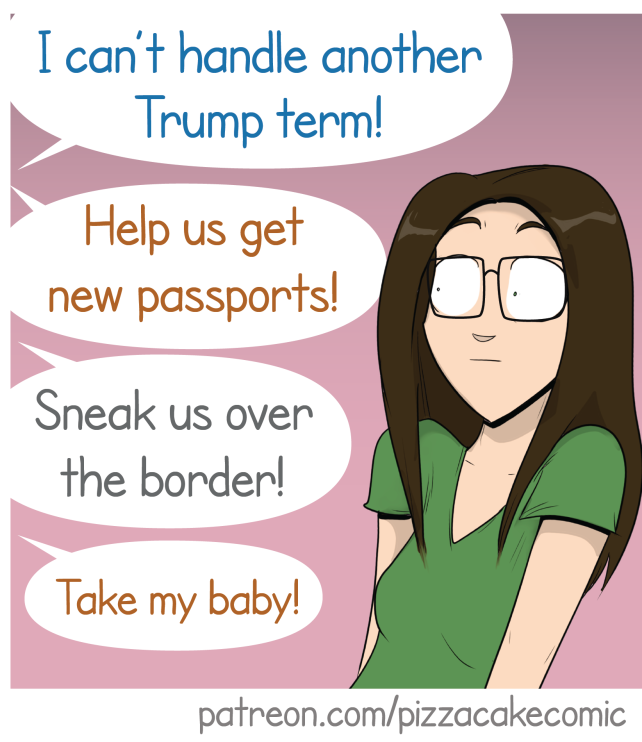 I can't handle another
Trump term!
Help us get
new passports!
Sneak us over
the border!
Take my baby!
patreon.com/pizzacakecomic